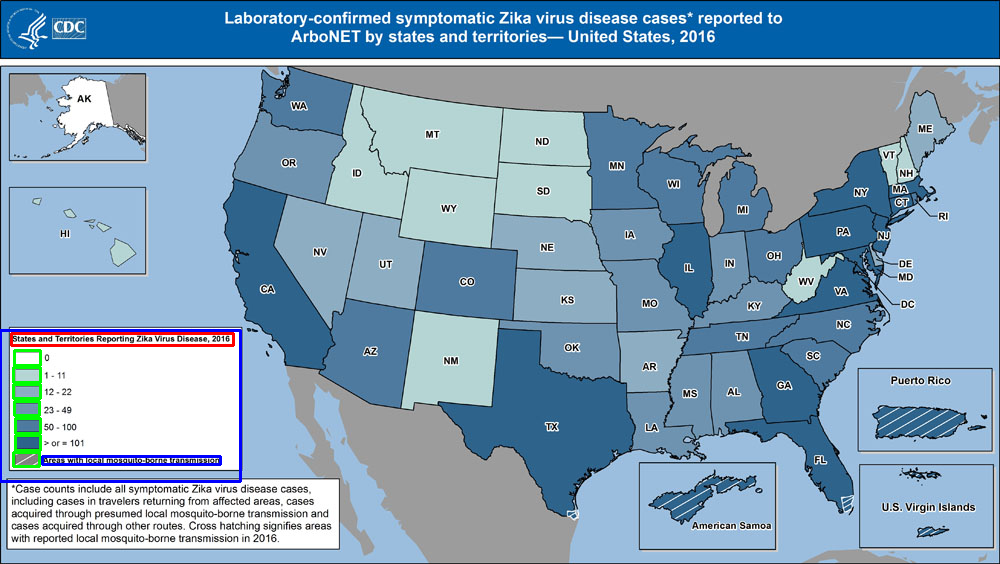 Laboratory-confirmed symptomatic Zika virus disease cases* reported to
ArboNET by states and territories— United States, 2016
CDC
AK
HI
WA
OR
CA
ID
NV
MT
WY
UT
AZ
CO
NM
ND
SD
NE
KS
OK
TX
MN
IA
MO
AR
LA
WI
IL
MI
IN
OH
KY
TN
MS
AL
GA
FL
SC
NC
VA
WV
PA
NY
VT
NH
ME
MA
CT
RI
NJ
DE
MD
DC
States and Territories Reporting Zika Virus Disease, 2016
0
1 - 11
12 - 22
23 - 49
50 - 100
> or = 101
Areas with local mosquito-borne transmission
*Case counts include all symptomatic Zika virus disease cases,
including cases in travelers returning from affected areas, cases
acquired through presumed local mosquito-borne transmission and
cases acquired through other routes. Cross hatching signifies areas
with reported local mosquito-borne transmission in 2016.
Puerto Rico
American Samoa
U.S. Virgin Islands